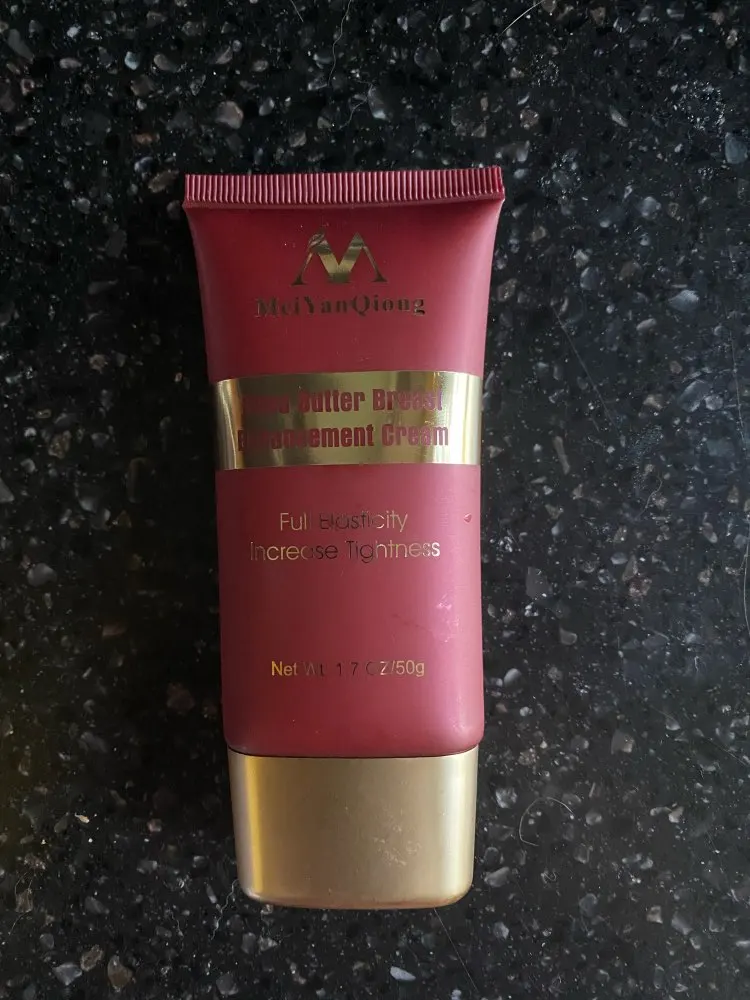 MeiYanQiong
Butter Breast
Cream
Full Elasticity
Increase Tightness
Net Wt. 1.7 OZ/50g